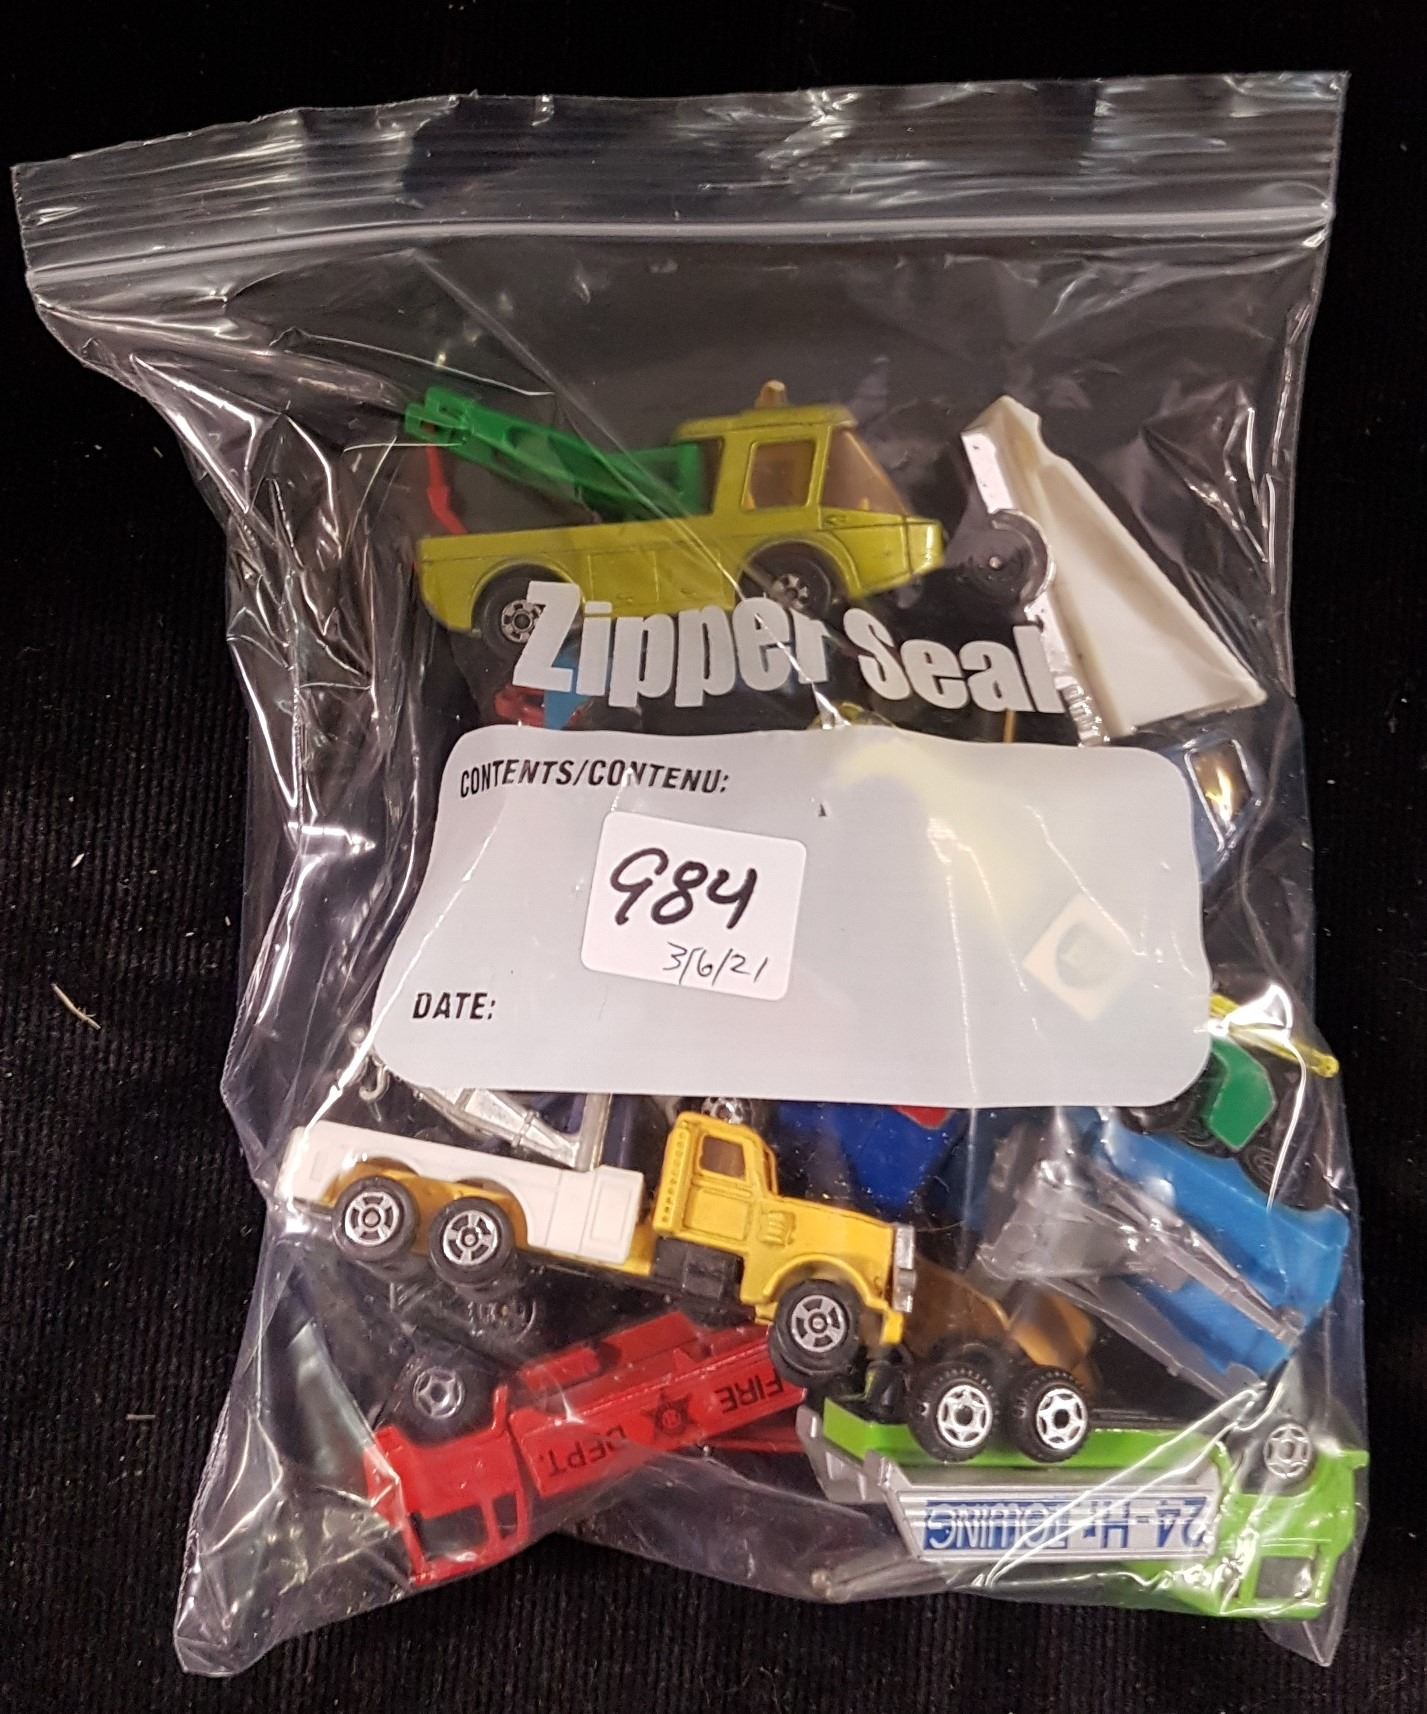 Zipper Seal
CONTENTS/CONTENU:
984
3/6/21
DATE:
FIRE
DEPT.
24-Hr TOWING